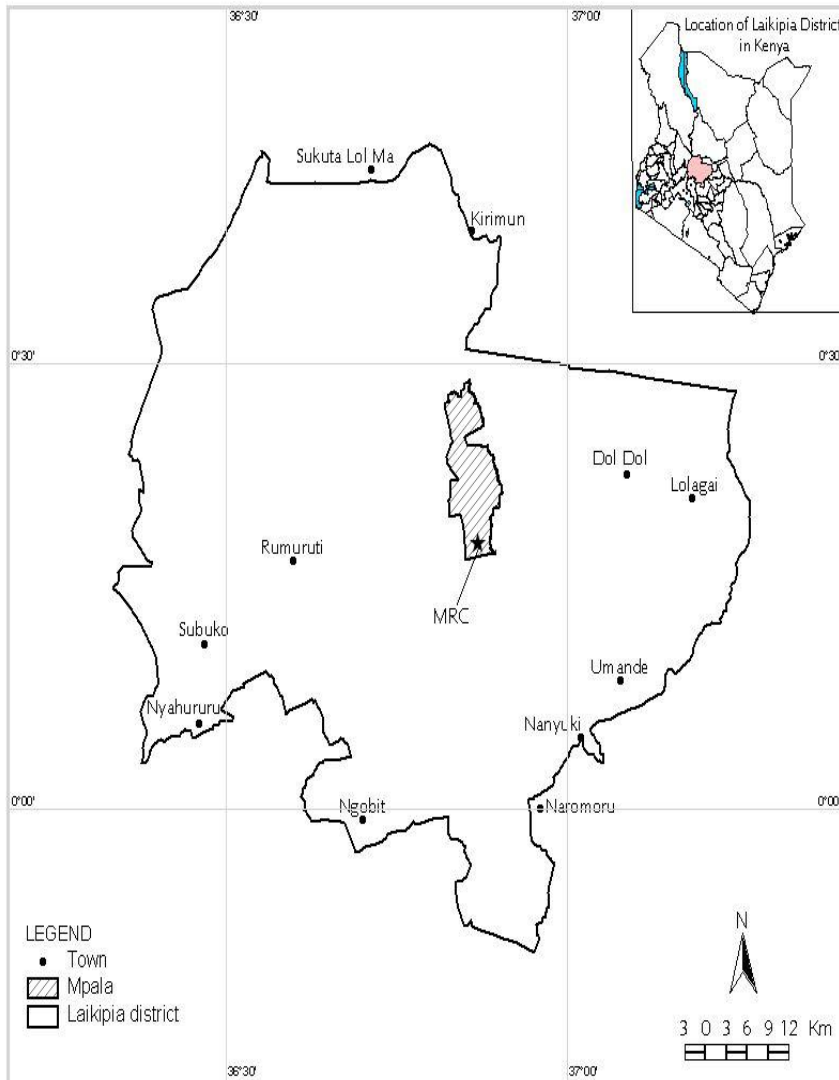 36°30'
37°00'
Location of Laikipia District
in Kenya
Sukuta Lol Ma
Kirimun
0°30'
0°30'
Dol Dol
Lolagai
Rumuruti
MRC
Subuko
Umande
Nyahururu
Nanyuki
0°00'
0°00'
Ngobit
Naromoru
LEGEND
Town
Mpala
Laikipia district
N
3 0 3 6 9 12 Km
36°30'
37°00'